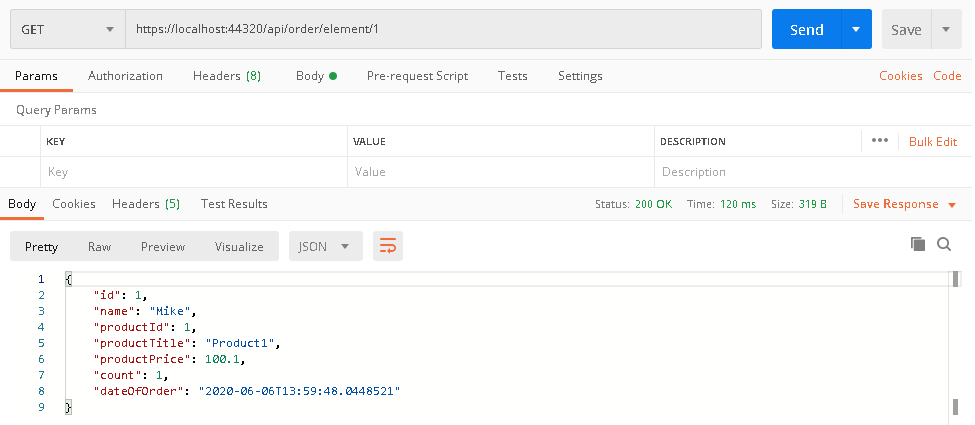 GET https://localhost:44320/api/order/element/1 Send Save
Params Authorization Headers (8) Body Pre-request Script Tests Settings Cookies Code
Query Params
KEY VALUE DESCRIPTION ••• Bulk Edit
Key Value Description
Body Cookies Headers (5) Test Results Status: 200 OK Time: 120 ms Size: 319 B Save Response
Pretty Raw Preview Visualize JSON
1 {
2 "id": 1,
3 "name": "Mike",
4 "productId": 1,
5 "productTitle": "Product1",
6 "productPrice": 100.1,
7 "count": 1,
8 "dateOfOrder": "2020-06-06T13:59:48.0448521"
9 }